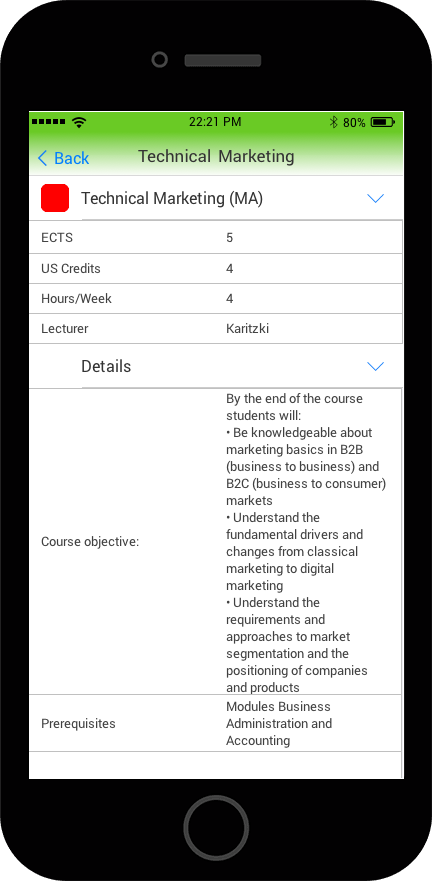 22:21 PM 80%
Back Technical Marketing
Technical Marketing (MA)
ECTS 5
US Credits 4
Hours/Week 4
Lecturer Karitzki
Details
Course objective:
By the end of the course
students will:
• Be knowledgeable about
marketing basics in B2B
(business to business) and
B2C (business to consumer)
markets
• Understand the
fundamental drivers and
changes from classical
marketing to digital
marketing
• Understand the
requirements and
approaches to market
segmentation and the
positioning of companies
and products
Prerequisites
Modules Business
Administration and
Accounting